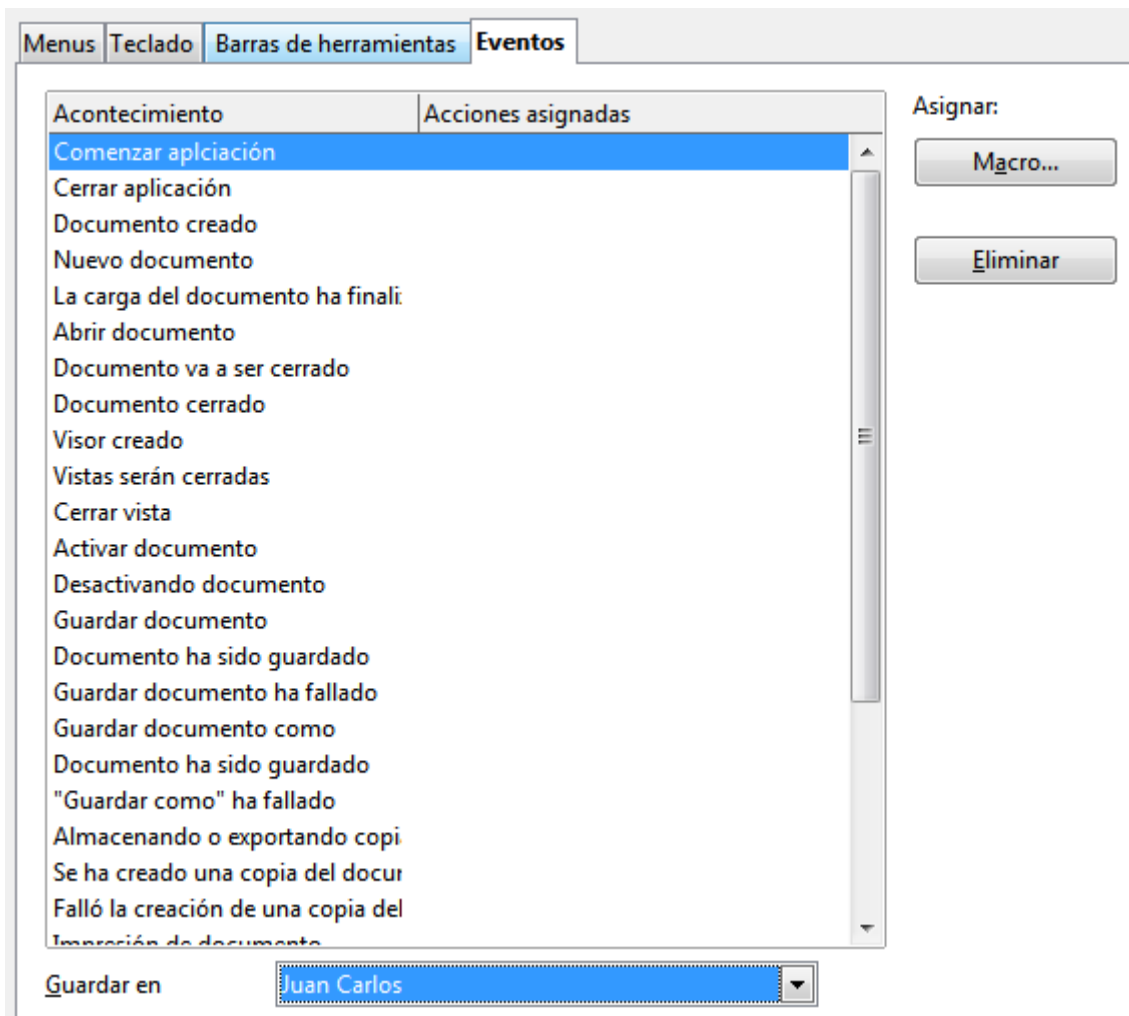 Menus Teclado Barras de herramientas Eventos
Acontecimiento Acciones asignadas Asignar:
Comenzar aplciación
Macro...
Cerrar aplicación
Documento creado
Nuevo documento
Eliminar
La carga del documento ha finali
Abrir documento
Documento va a ser cerrado
Documento cerrado
Visor creado
Vistas serán cerradas
Cerrar vista
Activar documento
Desactivando documento
Guardar documento
Documento ha sido guardado
Guardar documento ha fallado
Guardar documento como
Documento ha sido guardado
"Guardar como" ha fallado
Almacenando o exportando copi
Se ha creado una copia del docu
Falló la creación de una copia del
Impresión de documento
Guardar en Juan Carlos